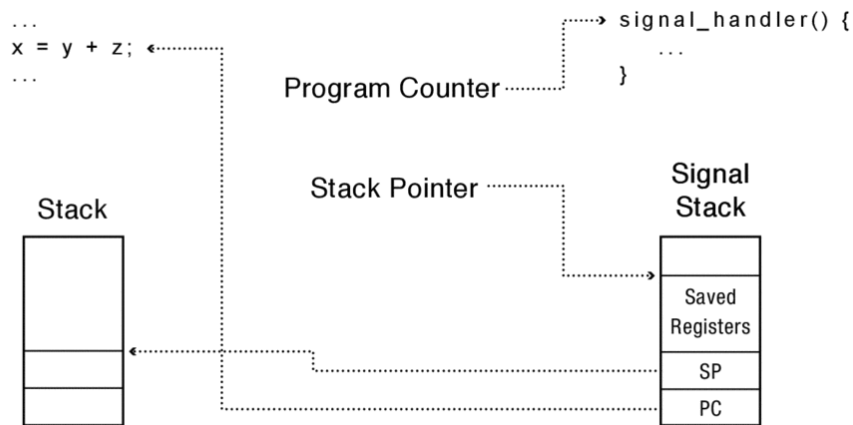 ...
x = y + z;
...
signal_handler() {
...
}
Program Counter
Stack Pointer
Stack
Signal
Stack
Saved
Registers
SP
PC